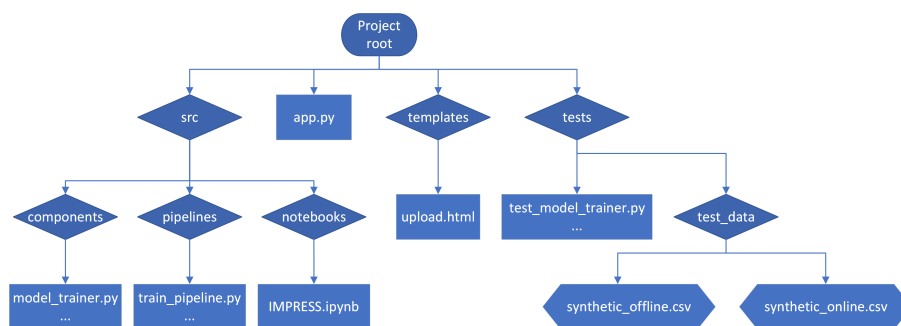 Project
root
src
app.py
templates
tests
components
pipelines
notebooks
upload.html
test_model_trainer.py
...
test_data
model_trainer.py
...
train_pipeline.py
...
IMPRESS.ipynb
synthetic_offline.csv
synthetic_online.csv